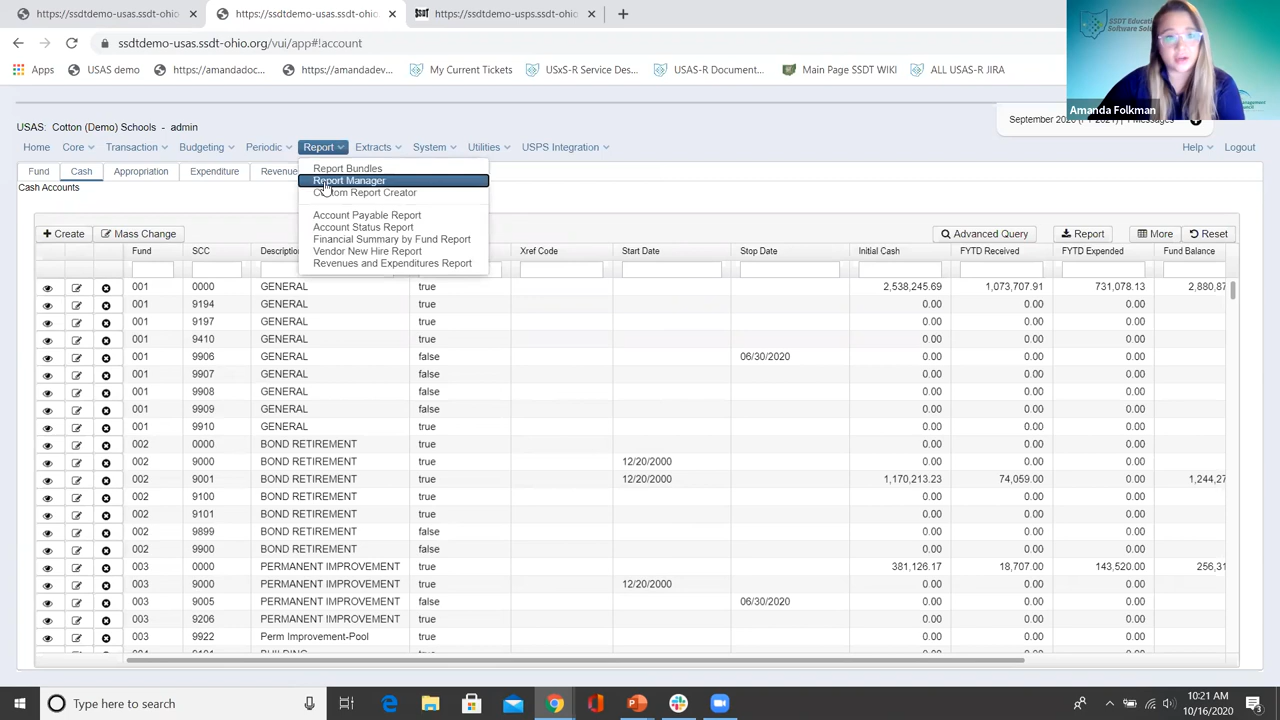 https://ssdtdemo-usas.ssdt-ohio. × https://ssdtdemo-usas.ssdt-ohio. × https://ssdtdemo-usps.ssdt-ohio. × +
ssdtdemo-usas.ssdt-ohio.org/vui/app#!account
Apps USAS demo https://amandadoc... https://amandadev... My Current Tickets USxS-R Service Des... USAS-R Document... Main Page SSDT WIKI ALL USAS-R JIRA
Amanda Folkman
USAS: Cotton (Demo) Schools - admin
Home Core Transaction Budgeting Periodic Report Extracts System Utilities USPS Integration Help Logout
Fund Cash Appropriation Expenditure Revenue
Report Bundles
Report Manager
Custom Report Creator
Account Payable Report
Account Status Report
Financial Summary by Fund Report
Vendor New Hire Report
Revenues and Expenditures Report
Cash Accounts
Create Mass Change Advanced Query Report More Reset
Fund SCC Xref Code Start Date Stop Date Initial Cash FYTD Received FYTD Expended Fund Balance
001 0000 GENERAL true 2,538,245.69 1,073,707.91 731,078.13 2,880,87
001 9194 GENERAL true 0.00 0.00 0.00
001 9197 GENERAL true 0.00 0.00 0.00
001 9410 GENERAL true 0.00 0.00 0.00
001 9906 GENERAL false 06/30/2020 0.00 0.00 0.00
001 9907 GENERAL false 0.00 0.00 0.00
001 9908 GENERAL false 0.00 0.00 0.00
001 9909 GENERAL false 0.00 0.00 0.00
001 9910 GENERAL true 0.00 0.00 0.00
002 0000 BOND RETIREMENT true 0.00 0.00 0.00
002 9000 BOND RETIREMENT true 12/20/2000 0.00 0.00 0.00
002 9001 BOND RETIREMENT true 12/20/2000 1,170,213.23 74,059.00 0.00 1,244,27
002 9100 BOND RETIREMENT true 0.00 0.00 0.00
002 9101 BOND RETIREMENT true 0.00 0.00 0.00
002 9899 BOND RETIREMENT false 0.00 0.00 0.00
002 9900 BOND RETIREMENT false 0.00 0.00 0.00
003 0000 PERMANENT IMPROVEMENT true 381,126.17 18,707.00 143,520.00 256,31
003 9000 PERMANENT IMPROVEMENT true 12/20/2000 0.00 0.00 0.00
003 9005 PERMANENT IMPROVEMENT false 06/30/2020 0.00 0.00 0.00
003 9206 PERMANENT IMPROVEMENT true 0.00 0.00 0.00
003 9922 Perm Improvement-Pool true 0.00 0.00 0.00
Type here to search
10:21 AM
10/16/2020